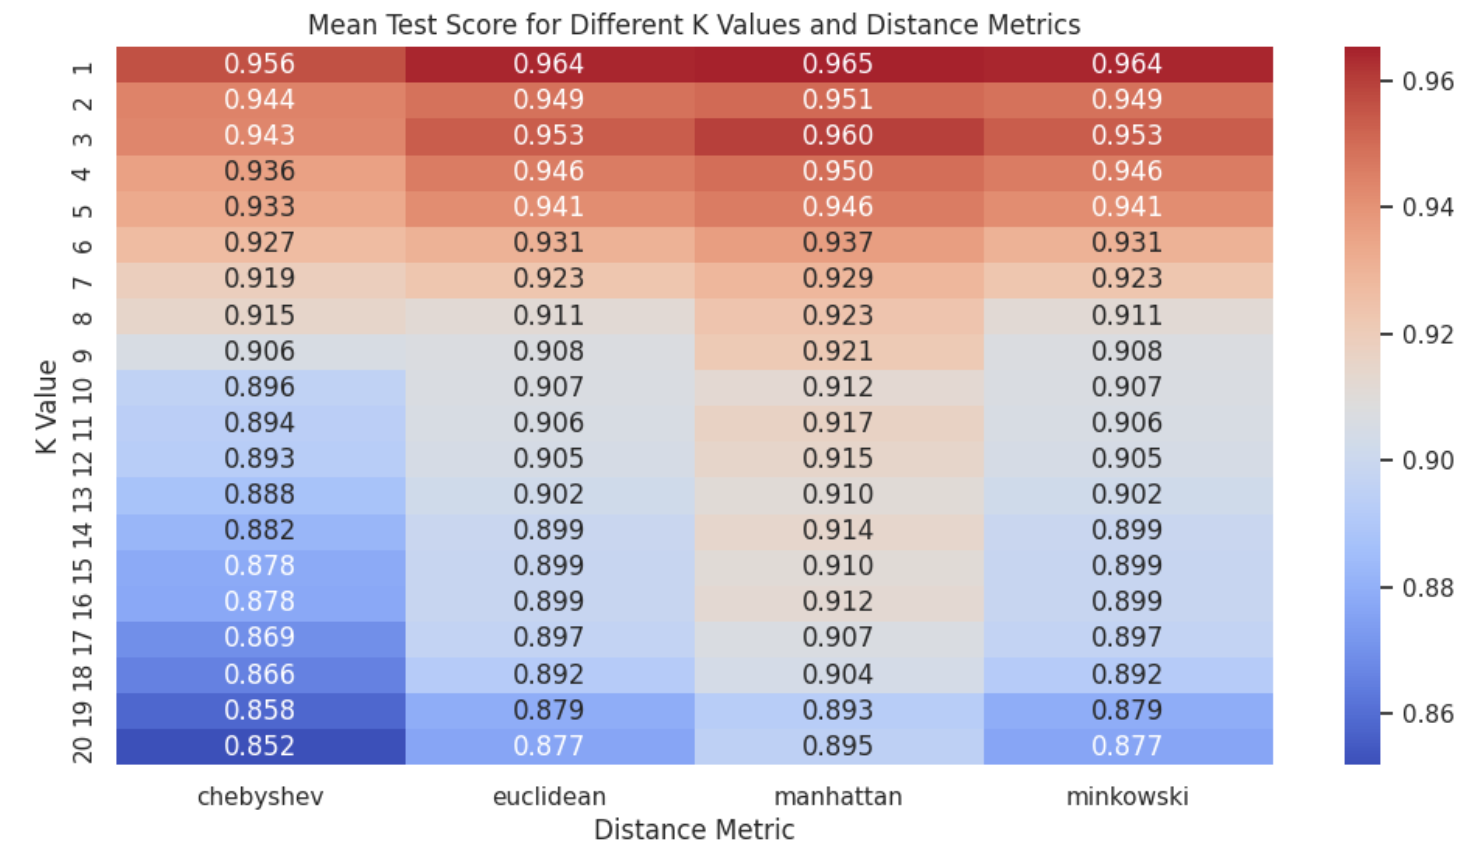 Mean Test Score for Different K Values and Distance Metrics
1 0.956 0.964 0.965 0.964
2 0.944 0.949 0.951 0.949
3 0.943 0.953 0.960 0.953
4 0.936 0.946 0.950 0.946
5 0.933 0.941 0.946 0.941
6 0.927 0.931 0.937 0.931
7 0.919 0.923 0.929 0.923
8 0.915 0.911 0.923 0.911
9 0.906 0.908 0.921 0.908
10 0.896 0.907 0.912 0.907
11 0.894 0.906 0.917 0.906
12 0.893 0.905 0.915 0.905
13 0.888 0.902 0.910 0.902
14 0.882 0.899 0.914 0.899
15 0.878 0.899 0.910 0.899
16 0.878 0.899 0.912 0.899
17 0.869 0.897 0.907 0.897
18 0.866 0.892 0.904 0.892
19 0.858 0.879 0.893 0.879
20 0.852 0.877 0.895 0.877
K Value
chebyshev euclidean manhattan minkowski
Distance Metric
0.96
0.94
0.92
0.90
0.88
0.86